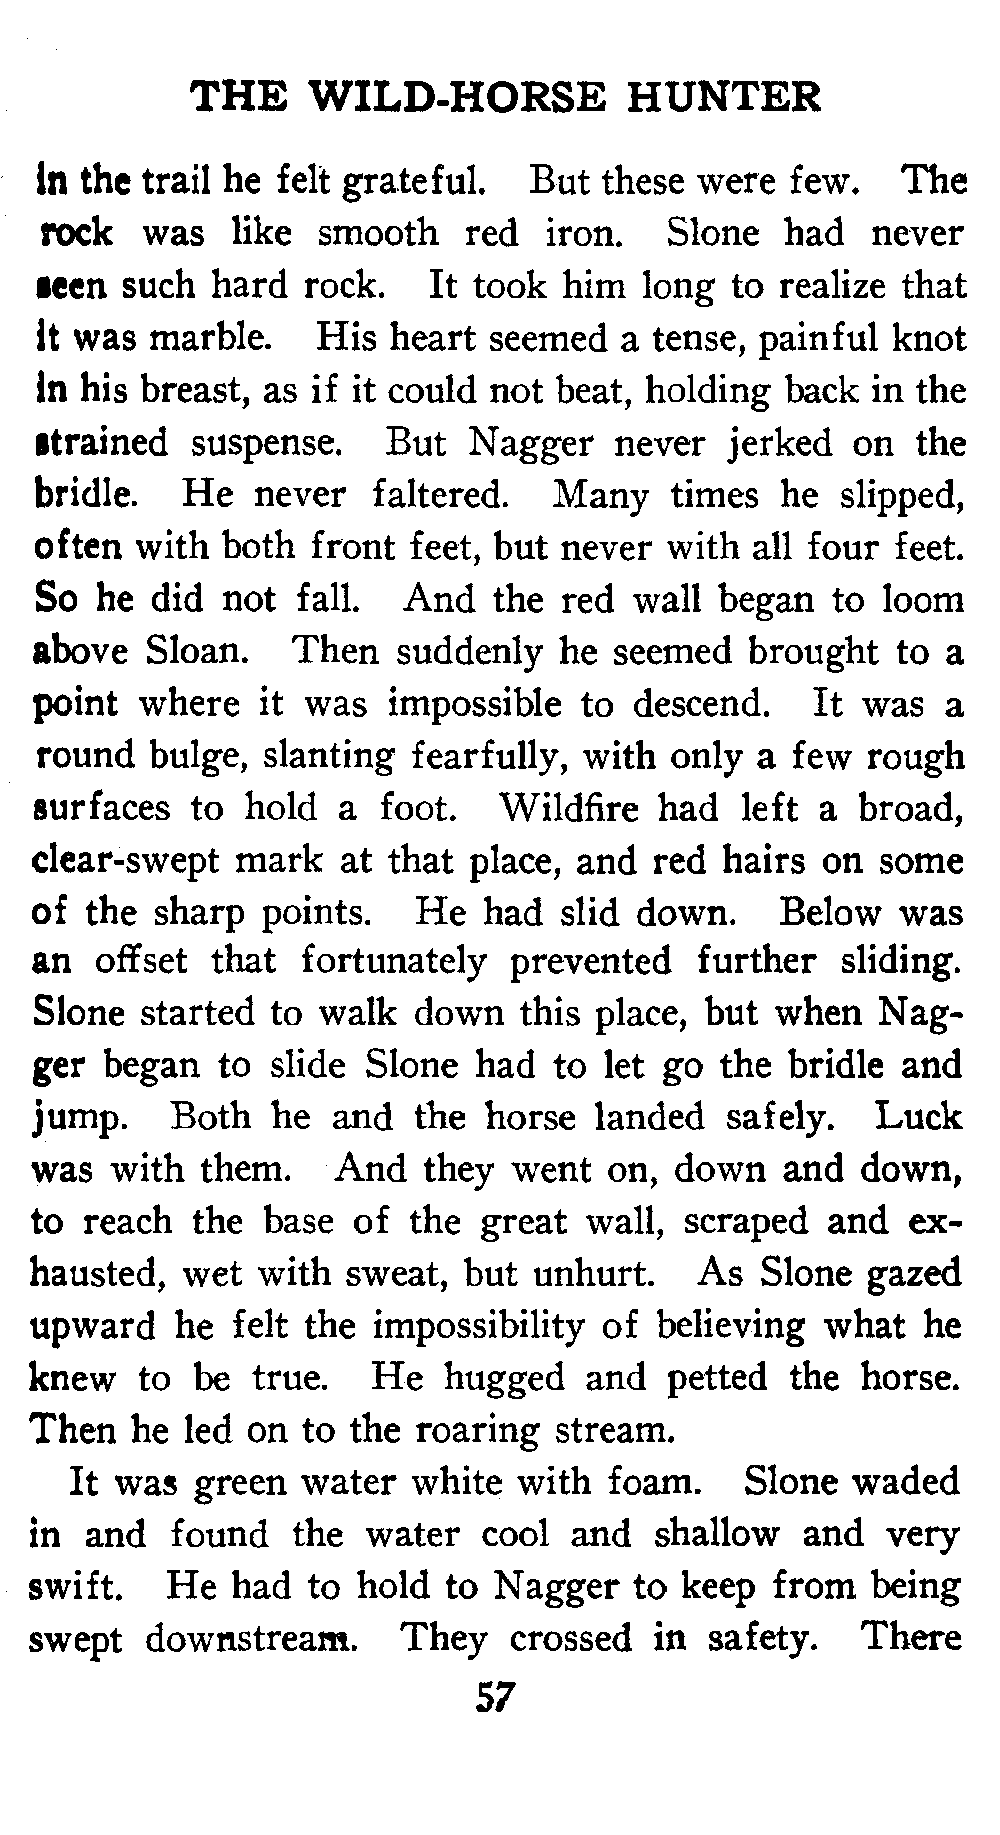 THE WILD-HORSE HUNTER
in the trail he felt grateful. But these were few. The
rock was like smooth red iron. Slone had never
seen such hard rock. It took him long to realize that
it was marble. His heart seemed a tense, painful knot
in his breast, as if it could not beat, holding back in the
strained suspense. But Nagger never jerked on the
bridle. He never faltered. Many times he slipped,
often with both front feet, but never with all four feet.
So he did not fall. And the red wall began to loom
above Sloan. Then suddenly he seemed brought to a
point where it was impossible to descend. It was a
round bulge, slanting fearfully, with only a few rough
surfaces to hold a foot. Wildfire had left a broad,
clear-swept mark at that place, and red hairs on some
of the sharp points. He had slid down. Below was
an offset that fortunately prevented further sliding.
Slone started to walk down this place, but when Nag-
ger began to slide Slone had to let go the bridle and
jump. Both he and the horse landed safely. Luck
was with them. And they went on, down and down,
to reach the base of the great wall, scraped and ex-
hausted, wet with sweat, but unhurt. As Slone gazed
upward he felt the impossibility of believing what he
knew to be true. He hugged and petted the horse.
Then he led on to the roaring stream.
It was green water white with foam. Slone waded
in and found the water cool and shallow and very
swift. He had to hold to Nagger to keep from being
swept downstream. They crossed in safety. There
57